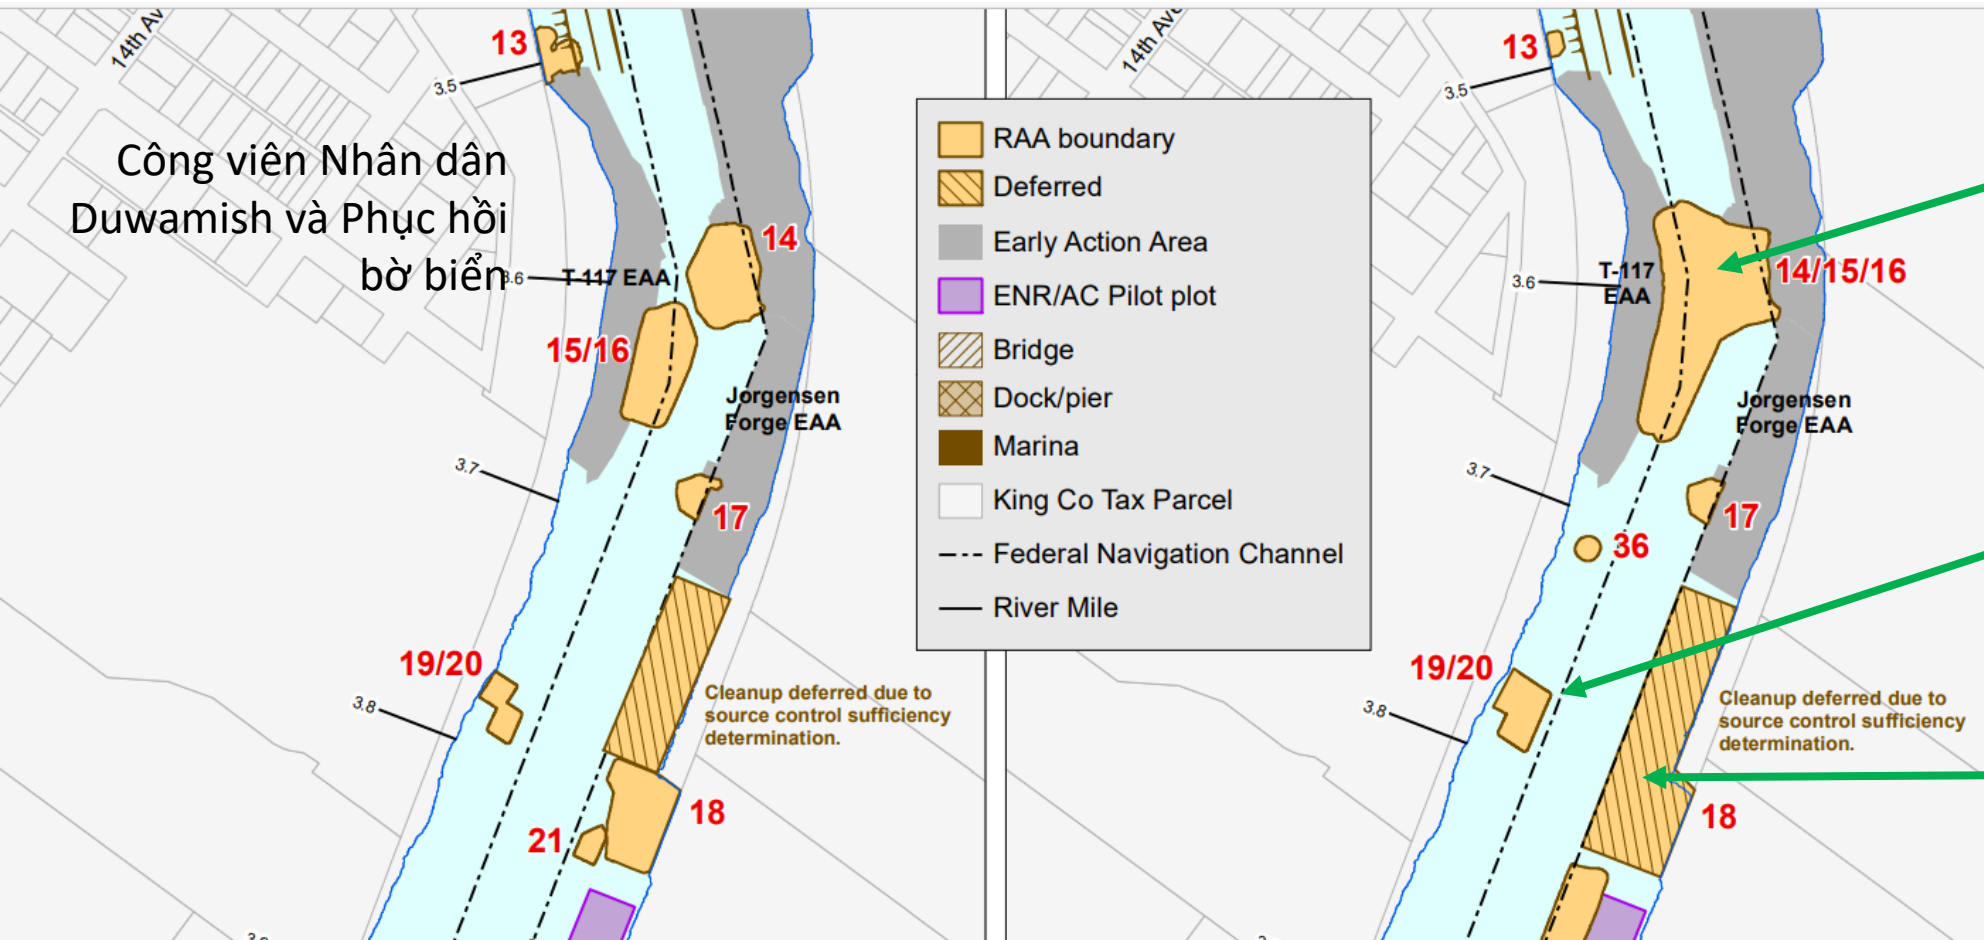 14th Av
13
3.5
Công viên Nhân dân
Duwamish và Phục hồi
bờ biển
3.6
T-117 EAA
14
15/16
Jorgensen
Forge EAA
3.7
17
19/20
3.8
Cleanup deferred due to
source control sufficiency
determination.
18
21
RAA boundary
Deferred
Early Action Area
ENR/AC Pilot plot
Bridge
Dock/pier
Marina
King Co Tax Parcel
Federal Navigation Channel
River Mile
14th Ave
13
3.5
3.6
T-117
EAA
14/15/16
Jorgensen
Forge EAA
3.7
17
36
19/20
3.8
Cleanup deferred due to
source control sufficiency
determination.
18